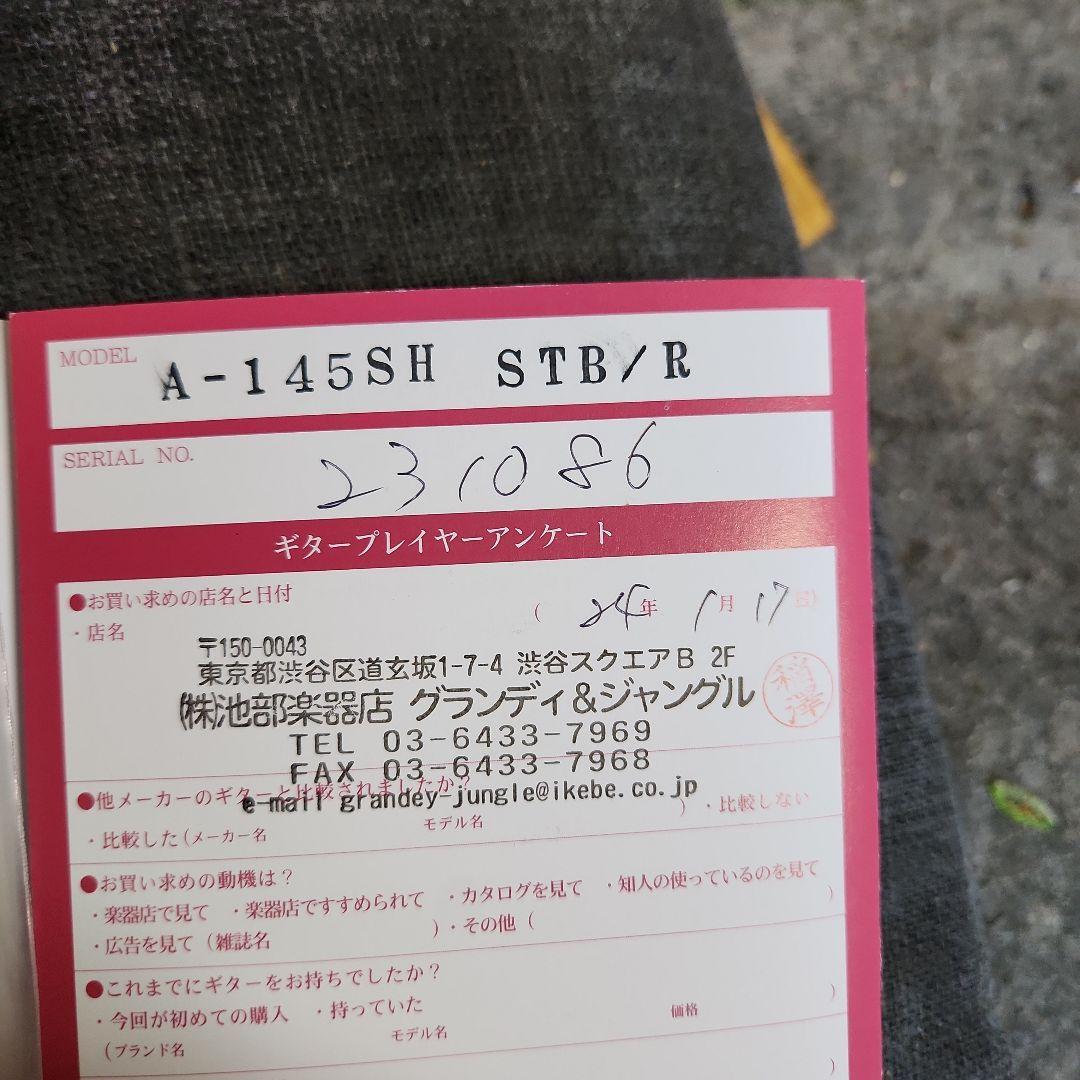 MODEL A-145SH STB/R
SERIAL NO. 231086
ギタープレイヤーアンケート
●お買い求めの店名と日付
( 24年 1月 17日)
・店名
〒150-0043
東京都渋谷区道玄坂1-7-4 渋谷スクエアB 2F
㈱池部楽器店 グランディ&ジャングル
TEL 03-6433-7969
FAX 03-6433-7968
●他メーカーのギターと比較されましたか?
e-mail grandey-jungle@ikebe.co.jp
・比較した(メーカー名 モデル名 ) ・比較しない
●お買い求めの動機は?
・楽器店で見て ・楽器店ですすめられて ・カタログを見て ・知人の使っているのを見て
・広告を見て (雑誌名 ) ・その他 ( )
●これまでにギターをお持ちでしたか?
・今回が初めての購入 ・持っていた
(ブランド名 モデル名 価格 )